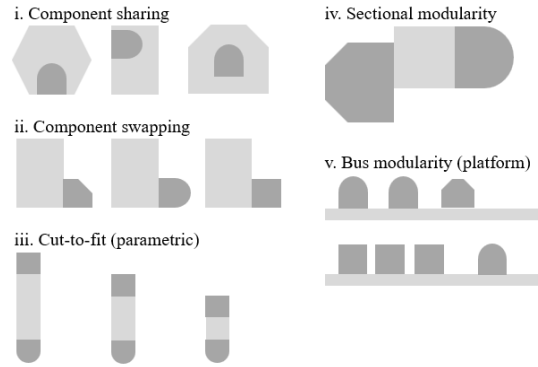 i. Component sharing
ii. Component swapping
iii. Cut-to-fit (parametric)
iv. Sectional modularity
v. Bus modularity (platform)